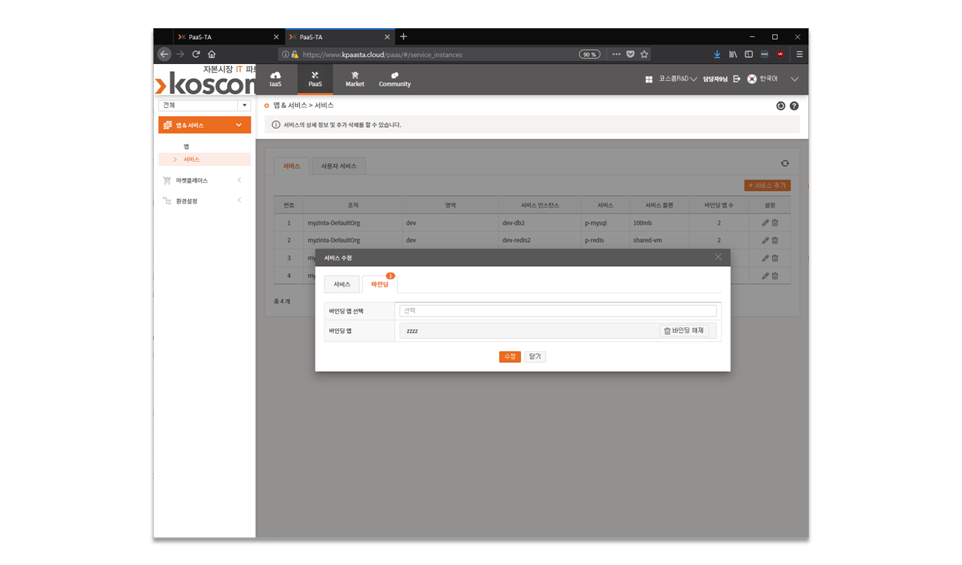 PaaS-TA
PaaS-TA
https://www.kpaasta.cloud/paas/#/service_instances
90 %
자본시장 IT 파트
koscom
IaaS
PaaS
Market
Community
코스콤R&D
담당자9님
한국어
전체
앱 & 서비스 > 서비스
서비스의 상세 정보 및 추가·삭제를 할 수 있습니다.
앱 & 서비스
앱
서비스
마켓플레이스
환경설정
서비스
사용자 서비스
+ 서비스 추가
번호 조직 영역 서비스 인스턴스 서비스 서비스 플랜 바인딩 앱 수 설정
1 myzinta-DefaultOrg dev dev-db2 p-mysql 100mb 2
2 myzinta-DefaultOrg dev dev-redis2 p-redis shared-vm 2
3
4
총 4 개
서비스 수정
서비스
바인딩
1
바인딩 앱 선택
선택
바인딩 앱
zzzz
바인딩 해제
수정
닫기